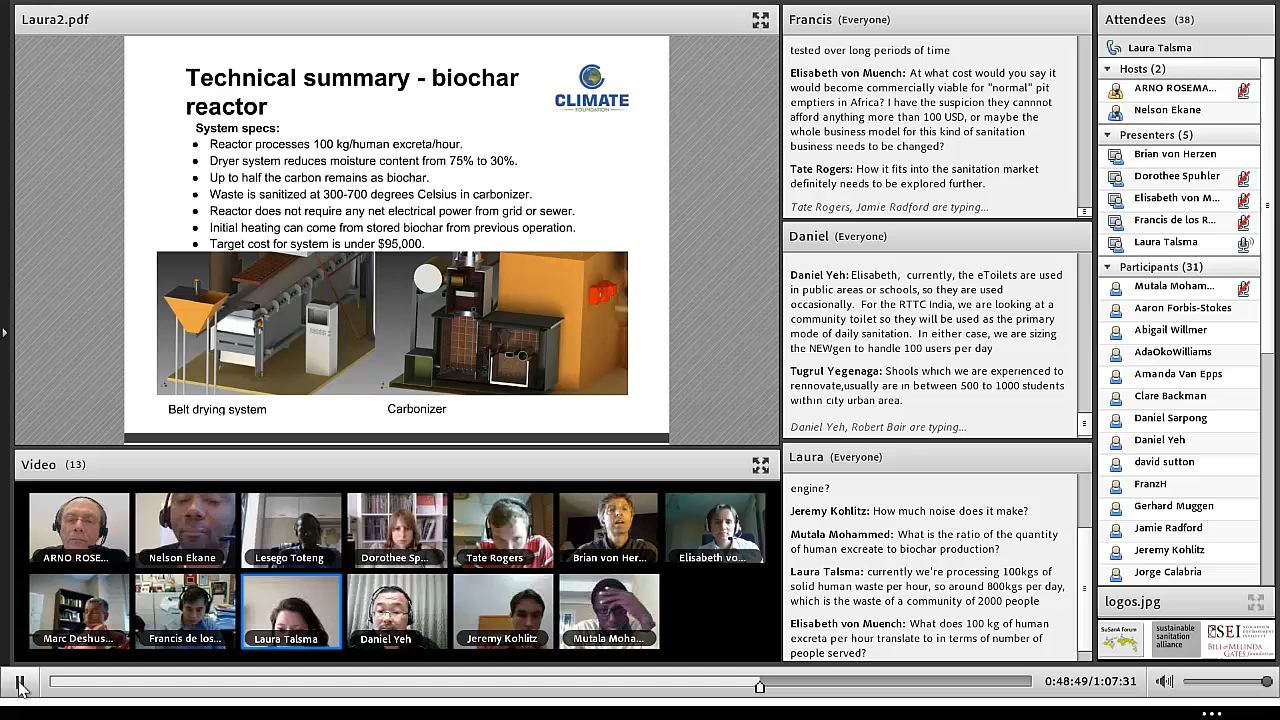 Laura2.pdf
Technical summary - biochar
reactor
CLIMATE
FOUNDATION
System specs:
Reactor processes 100 kg/human excreta/hour.
Dryer system reduces moisture content from 75% to 30%.
Up to half the carbon remains as biochar.
Waste is sanitized at 300-700 degrees Celsius in carbonizer.
Reactor does not require any net electrical power from grid or sewer.
Initial heating can come from stored biochar from previous operation.
Target cost for system is under $95,000.
Belt drying system
Carbonizer
Video (13)
ARNO ROSE...
Nelson Ekane
Lesego Toteng
Dorothee Sp...
Tate Rogers
Brian von Her...
Elisabeth vo...
Marc Deshus...
Francis de los...
Laura Talsma
Daniel Yeh
Jeremy Kohlitz
Mutala Moha...
Francis (Everyone)
tested over long periods of time
Elisabeth von Muench: At what cost would you say it
would become commercially viable for "normal" pit
emptiers in Africa? I have the suspicion they cannnot
afford anything more than 100 USD, or maybe the
whole business model for this kind of sanitation
business needs to be changed?
Tate Rogers: How it fits into the sanitation market
definitely needs to be explored further.
Tate Rogers, Jamie Radford are typing...
Daniel (Everyone)
Daniel Yeh: Elisabeth, currently, the eToilets are used
in public areas or schools, so they are used
occasionally. For the RTTC India, we are looking at a
community toilet so they will be used as the primary
mode of daily sanitation. In either case, we are sizing
the NEWgen to handle 100 users per day
Tugrul Yegenaga: Shools which we are experienced to
rennovate,usually are in between 500 to 1000 students
within city urban area.
Daniel Yeh, Robert Bair are typing...
Laura (Everyone)
engine?
Jeremy Kohlitz: How much noise does it make?
Mutala Mohammed: What is the ratio of the quantity
of human excreta to biochar production
Laura Talsma: currently we're processing 100kgs of
solid human waste per hour, so around 800kgs per day,
which is the waste of a community of 2000 people
Elisabeth von Muench: What does 100 kg of human
excreta per hour translate to in terms of number of
people served?
Attendees (38)
Laura Talsma
Hosts (2)
ARNO ROSEMA...
Nelson Ekane
Presenters (5)
Brian von Herzen
Dorothee Spuhler
Elisabeth von M...
Francis de los R...
Laura Talsma
Participants (31)
Mutala Moham...
Aaron Forbis-Stokes
Abigail Willmer
AdaOkoWilliams
Amanda Van Epps
Clare Backman
Daniel Sarpong
Daniel Yeh
david sutton
FranzH
Gerhard Muggen
Jamie Radford
Jeremy Kohlitz
Jorge Calabria
logos.jpg
SuSanA Forum
sustainable
sanitation
alliance
SEI
BILL & MELINDA
GATES foundation
0:48:49/1:07:31